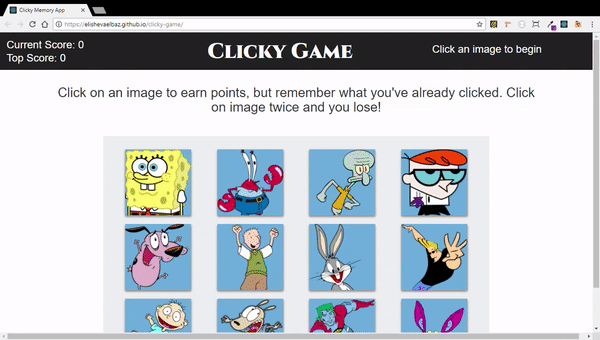 Clicky Memory App
https://elishevaelbaz.github.io/clicky-game/
Current Score: 0
Top Score: 0
Clicky Game
Click an image to begin
Click on an image to earn points, but remember what you've already clicked. Click
on image twice and you lose!